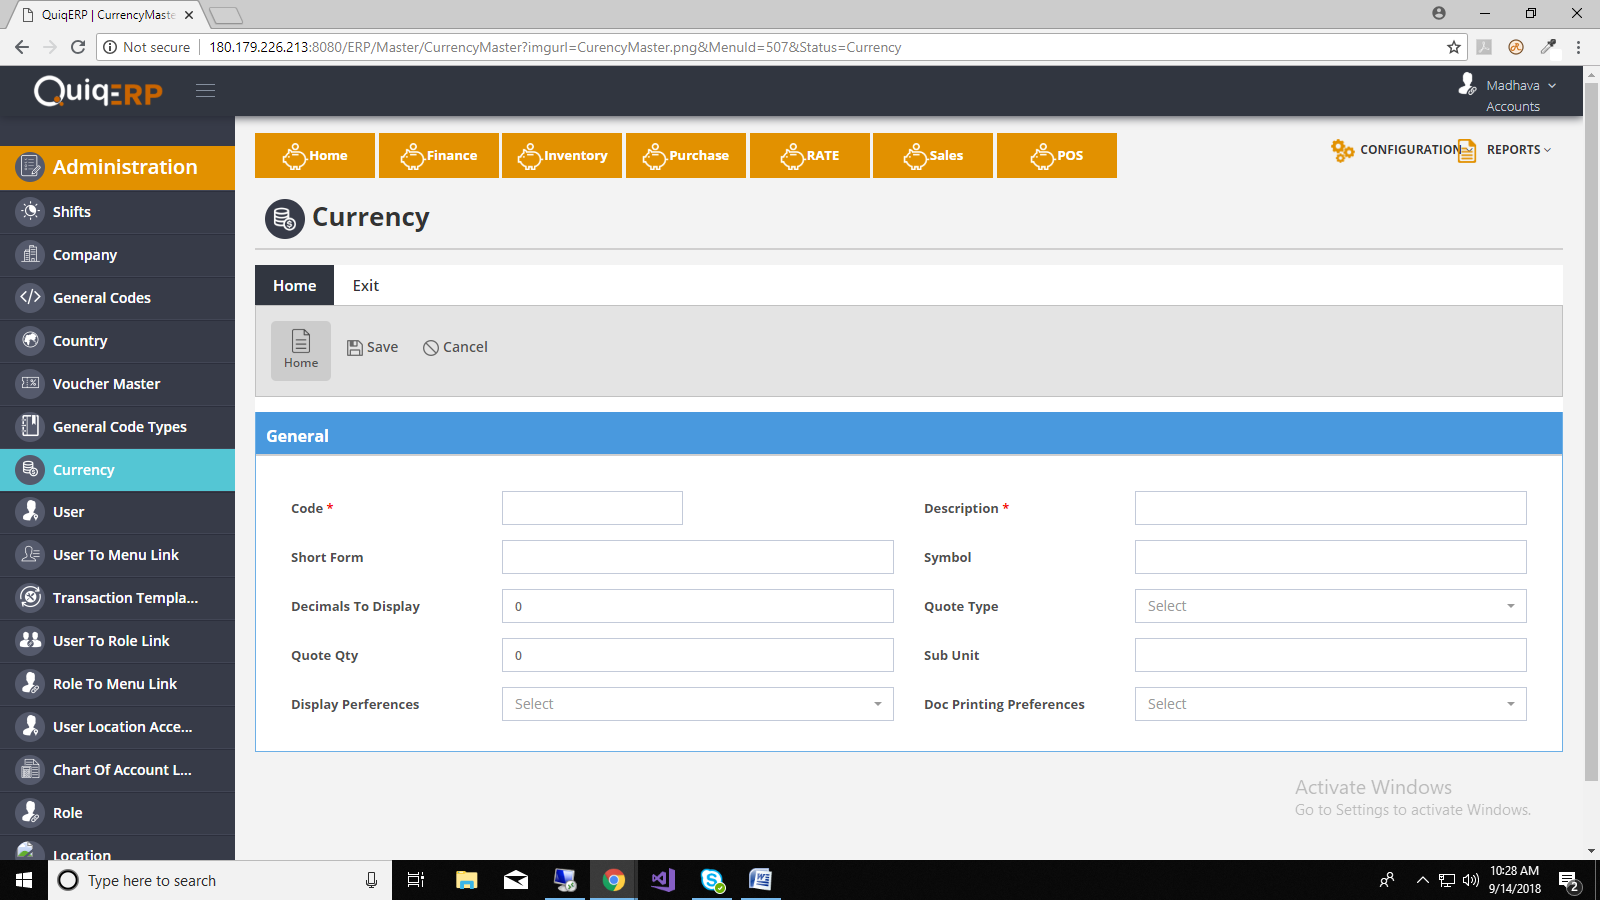 QuiqERP | CurrencyMaste
Not secure
180.179.226.213:8080/ERP/Master/CurrencyMaster?imgurl=CurencyMaster.png&MenuId=507&Status=Currency
QuiqERP
Madhava
Accounts
Administration
Shifts
Company
General Codes
Country
Voucher Master
General Code Types
Currency
User
User To Menu Link
Transaction Templa...
User To Role Link
Role To Menu Link
User Location Acce...
Chart Of Account L...
Role
Location
Home
Finance
Inventory
Purchase
RATE
Sales
POS
CONFIGURATION
REPORTS
Currency
Home
Exit
Home
Save
Cancel
General
Code *
Description *
Short Form
Symbol
Decimals To Display
0
Quote Type
Select
Quote Qty
0
Sub Unit
Display Perferences
Select
Doc Printing Preferences
Select
Activate Windows
Go to Settings to activate Windows.
Type here to search
10:28 AM
9/14/2018
2